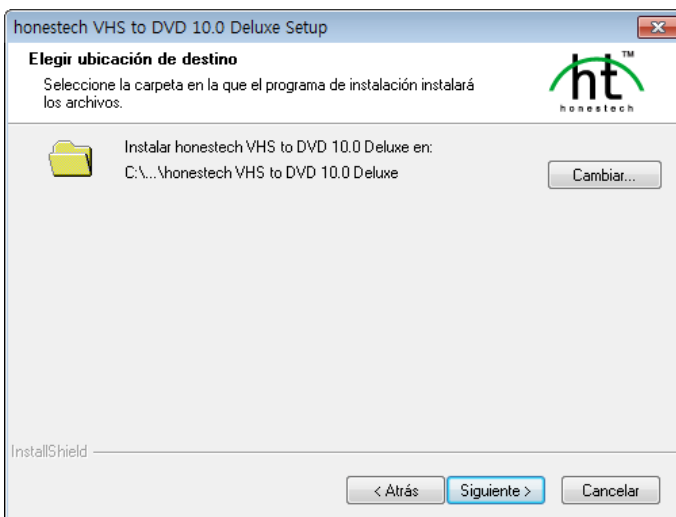 honestech VHS to DVD 10.0 Deluxe Setup
Elegir ubicación de destino
Seleccione la carpeta en la que el programa de instalación instalará
los archivos.
ht™
honestech
Instalar honestech VHS to DVD 10.0 Deluxe en:
C:\...\honestech VHS to DVD 10.0 Deluxe
Cambiar...
InstallShield
< Atrás
Siguiente >
Cancelar